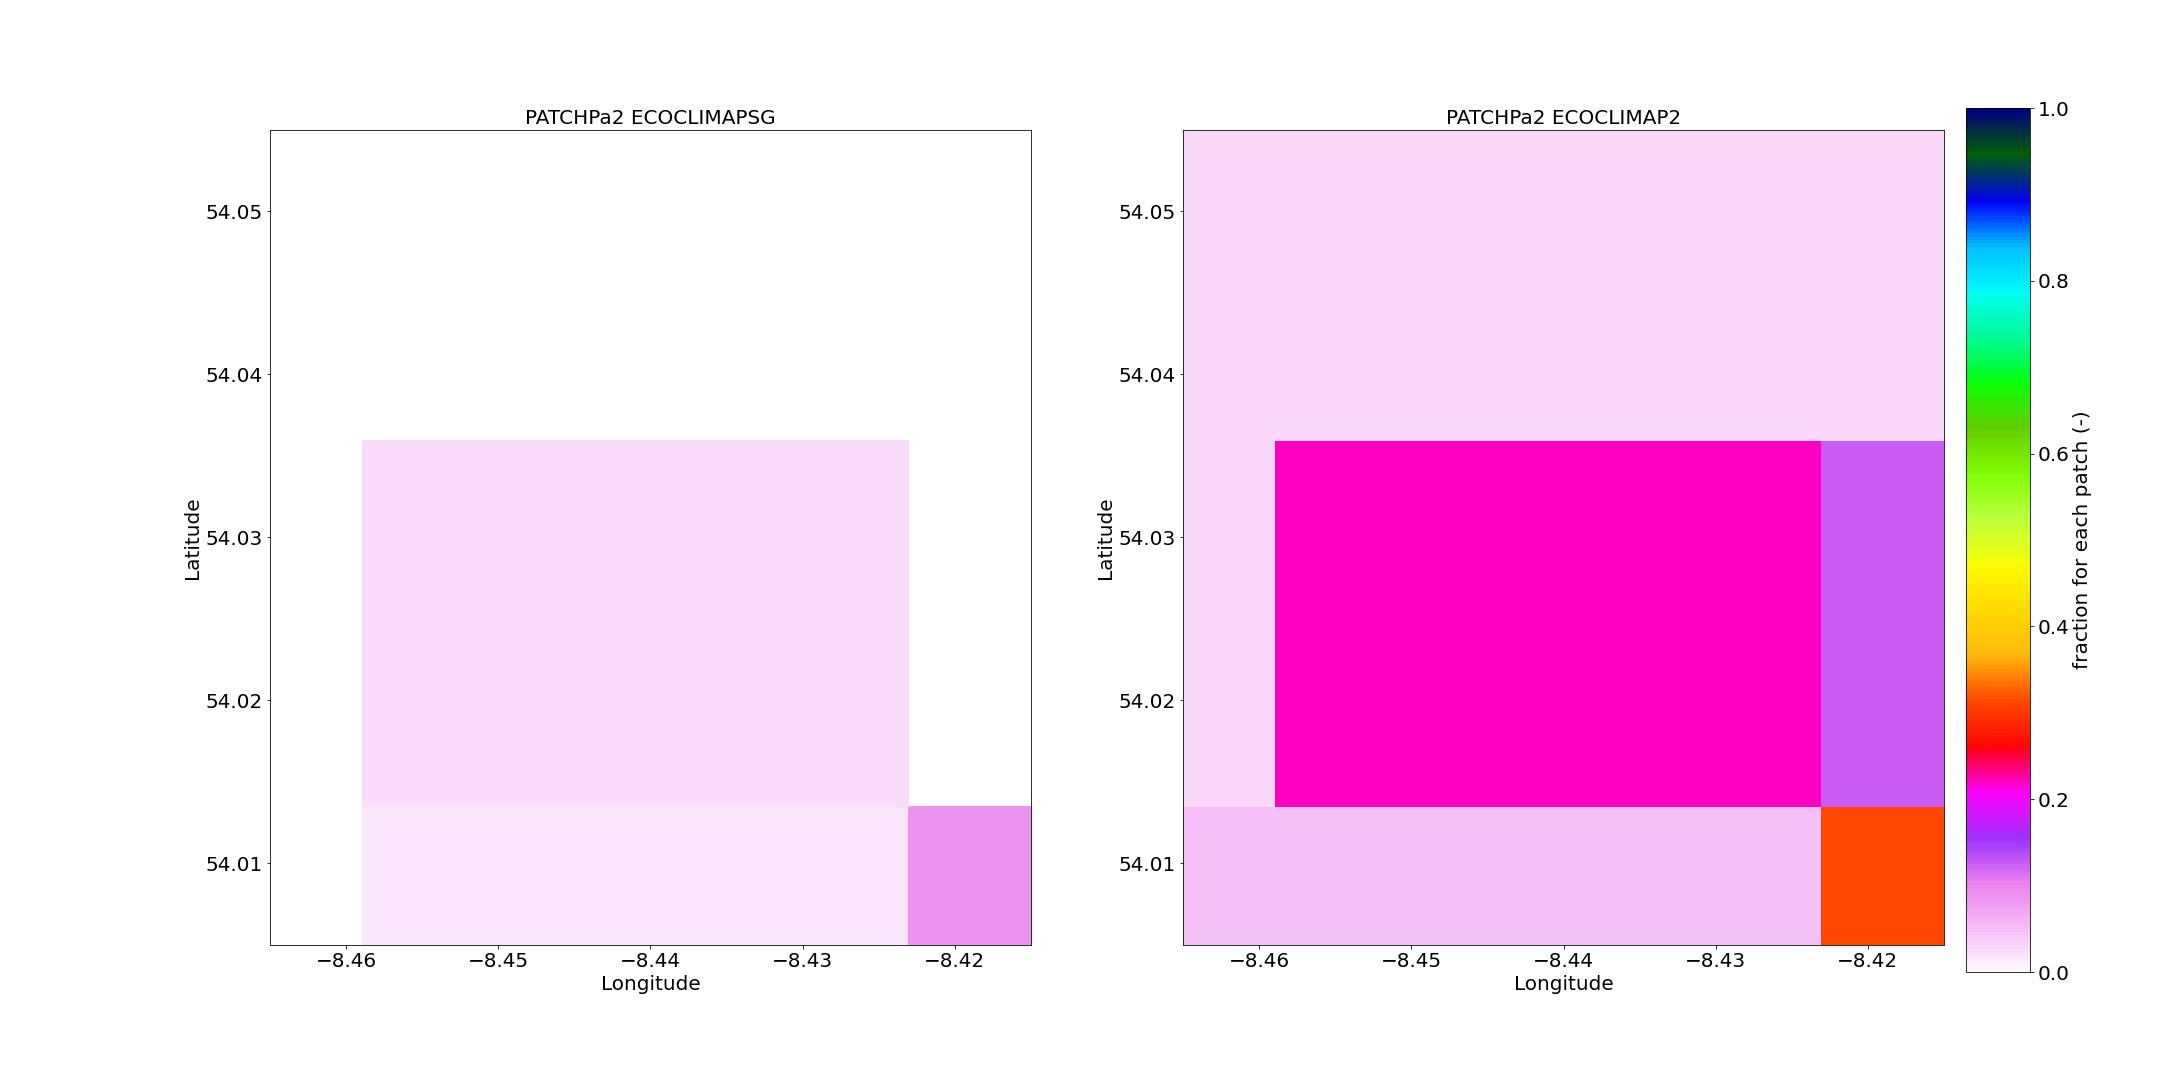 PATCHPa2 ECOCLIMAPSG
54.05
54.04
54.03
54.02
54.01
Latitude
−8.46 −8.45 −8.44 −8.43 −8.42
Longitude
PATCHPa2 ECOCLIMAP2
54.05
54.04
54.03
54.02
54.01
Latitude
−8.46 −8.45 −8.44 −8.43 −8.42
Longitude
1.0
0.8
0.6
0.4
0.2
0.0
fraction for each patch (-)